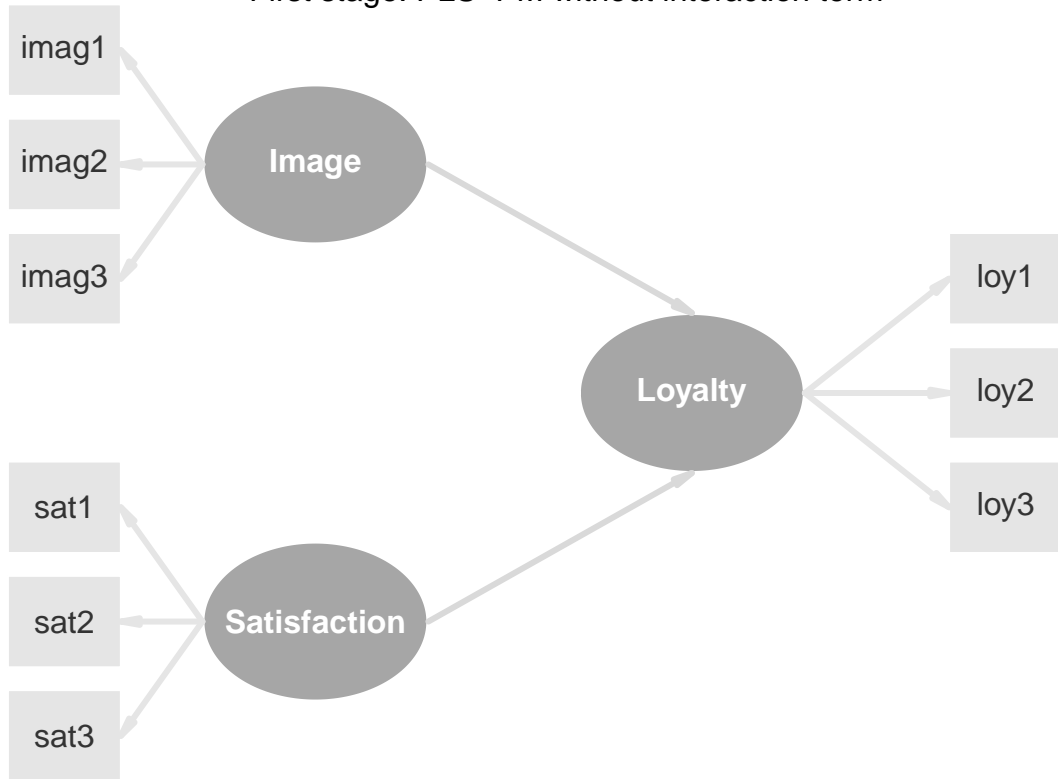 First stage: PLS-PM without interaction term
imag1
imag2
imag3
Image
loy1
loy2
loy3
Loyalty
sat1
sat2
sat3
Satisfaction